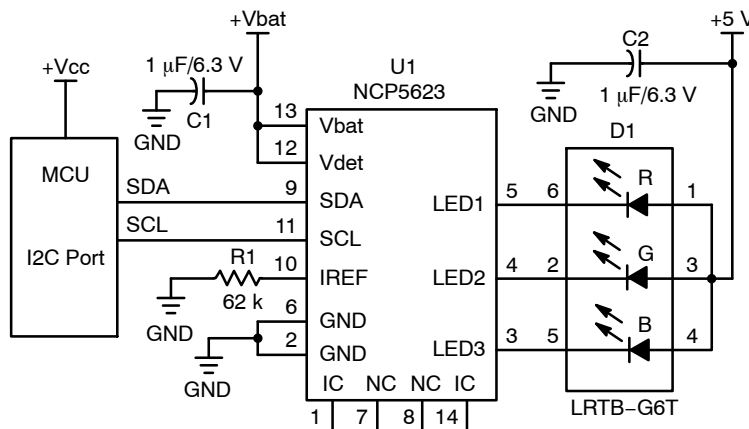 +Vbat
+5 V
C2
1 μF/6.3 V
U1
+Vcc
NCP5623
1 μF/6.3 V
C1
GND
GND
13
Vbat
D1
12
Vdet
MCU
SDA
9
SDA
LED1
5
6
R
1
SCL
11
SCL
I2C Port
R1
10
IREF
LED2
4
2
G
3
62 k
GND
6
GND
2
GND
LED3
3
5
B
4
GND
IC
NC
NC
IC
1
7
8
14
LRTB−G6T